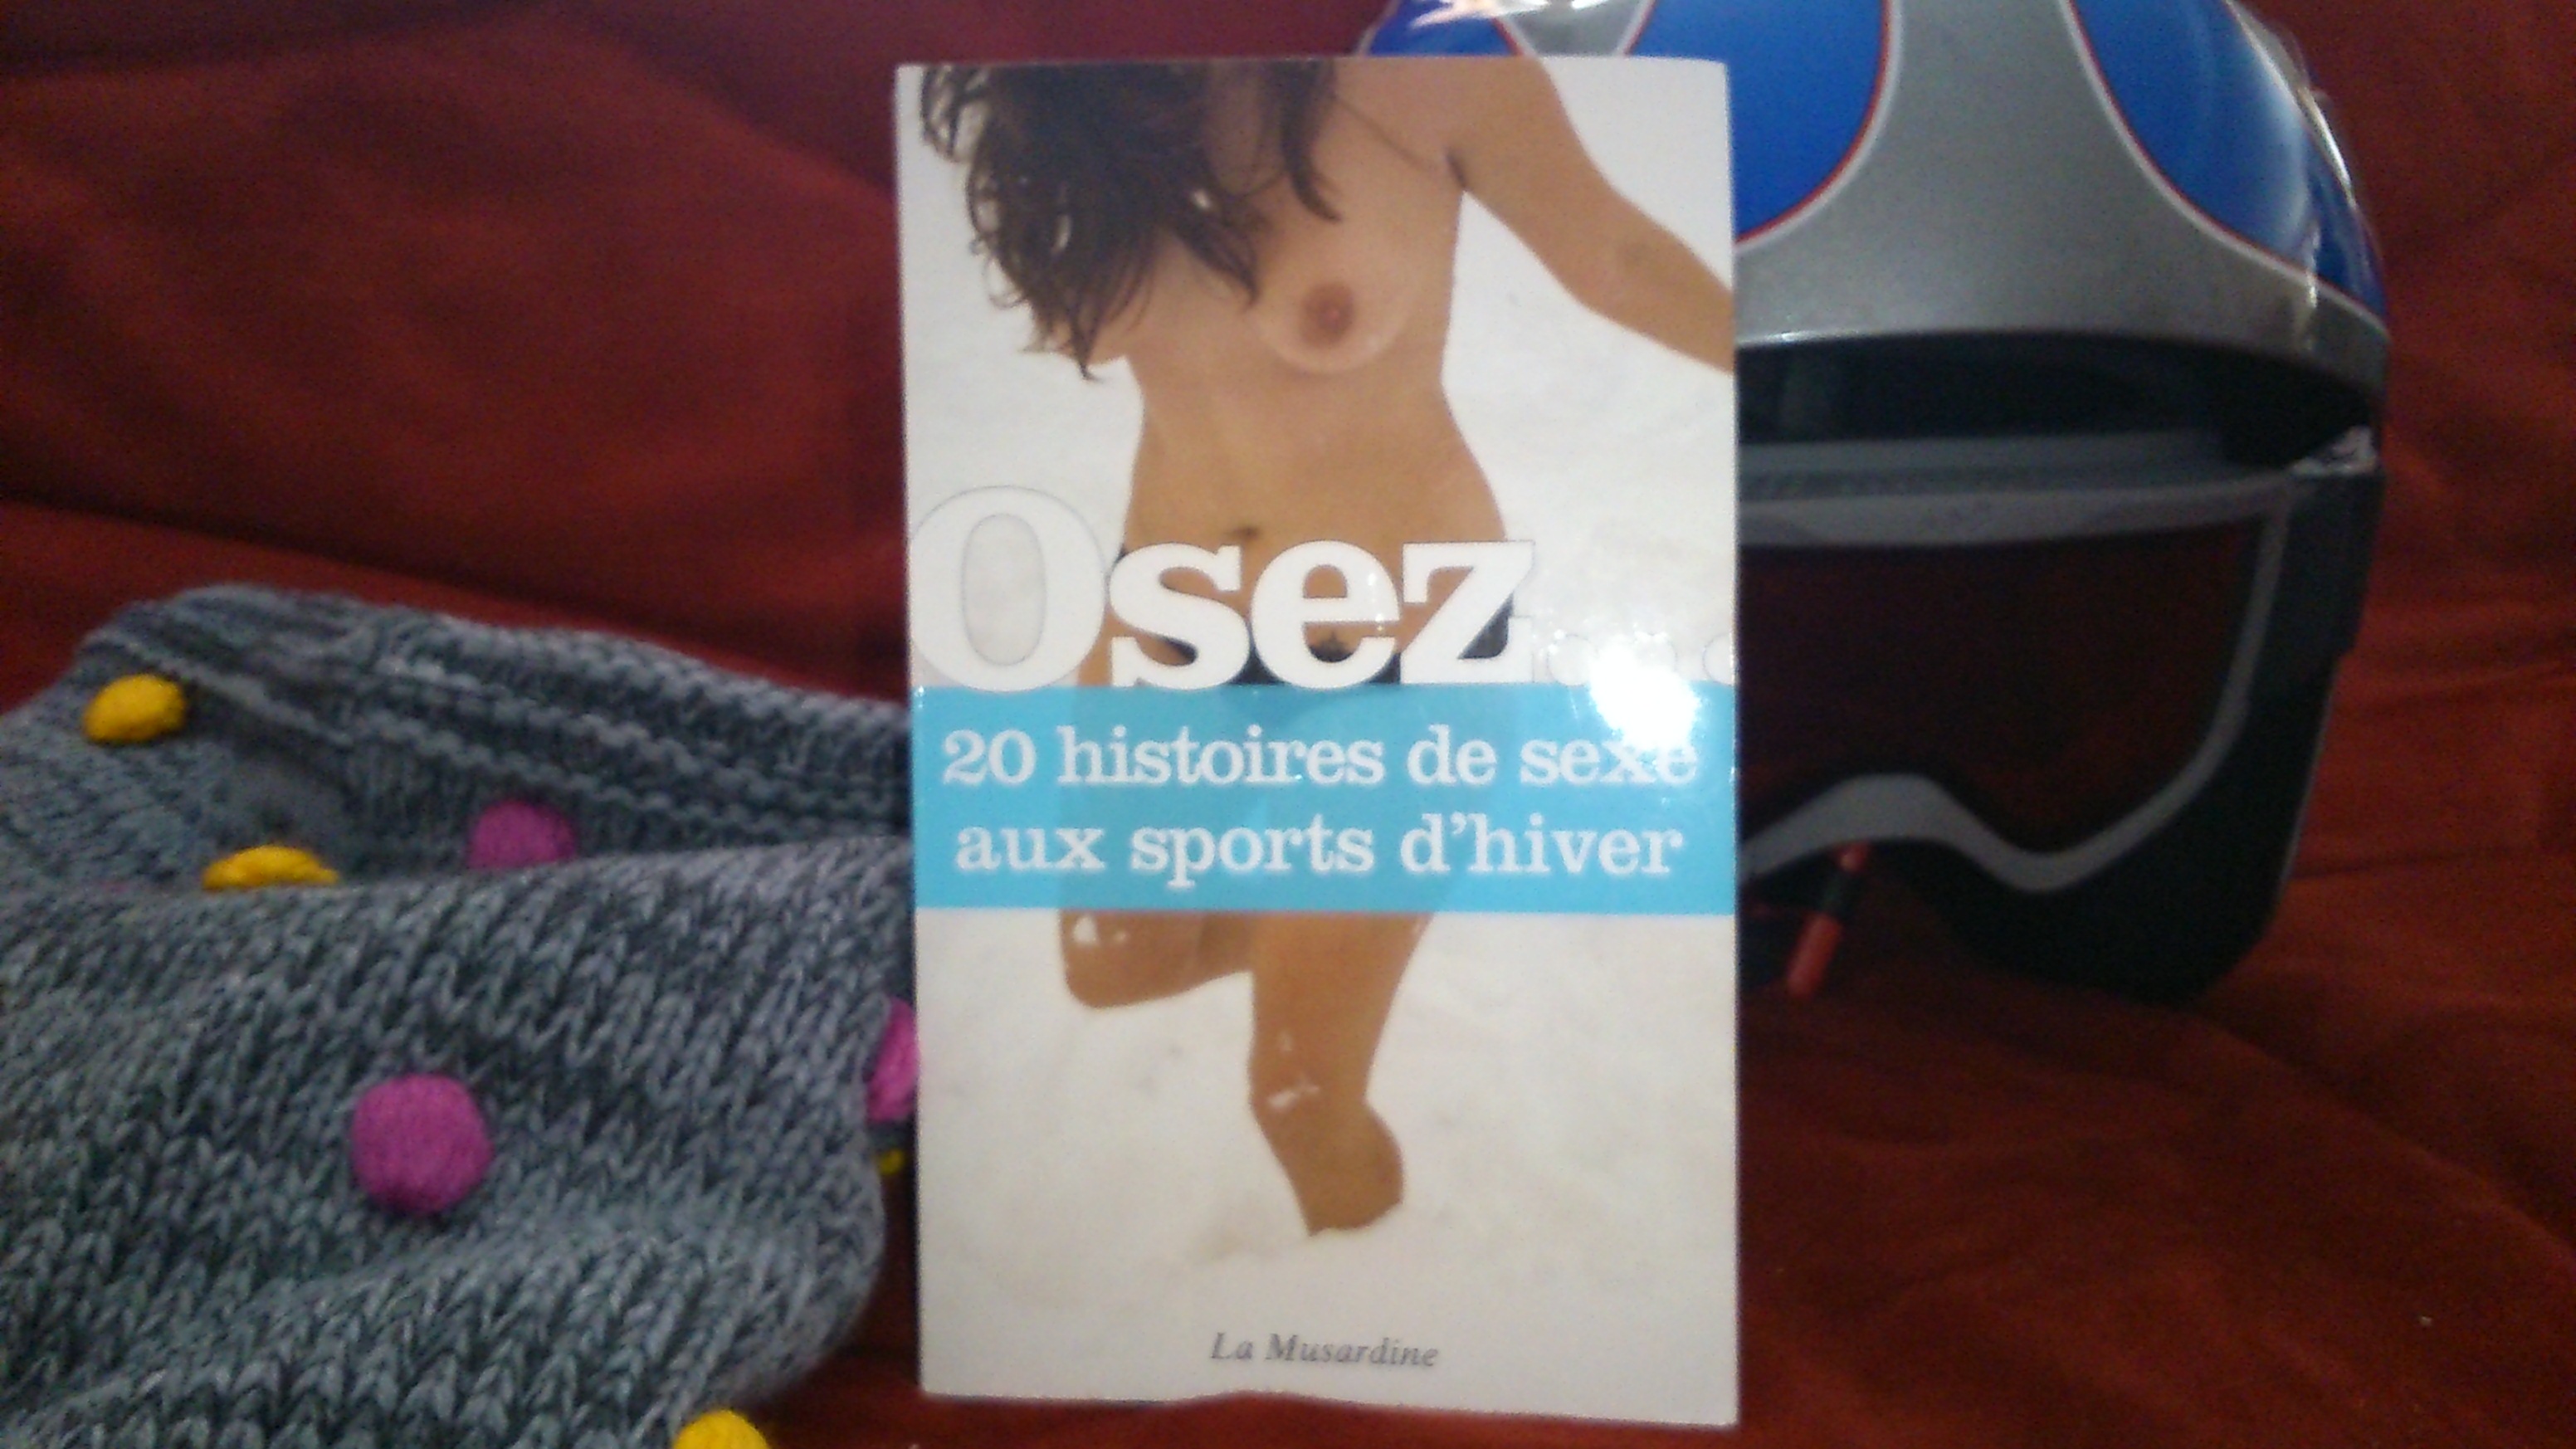 Osez...
20 histoires de sexe
aux sports d'hiver
La Musardine